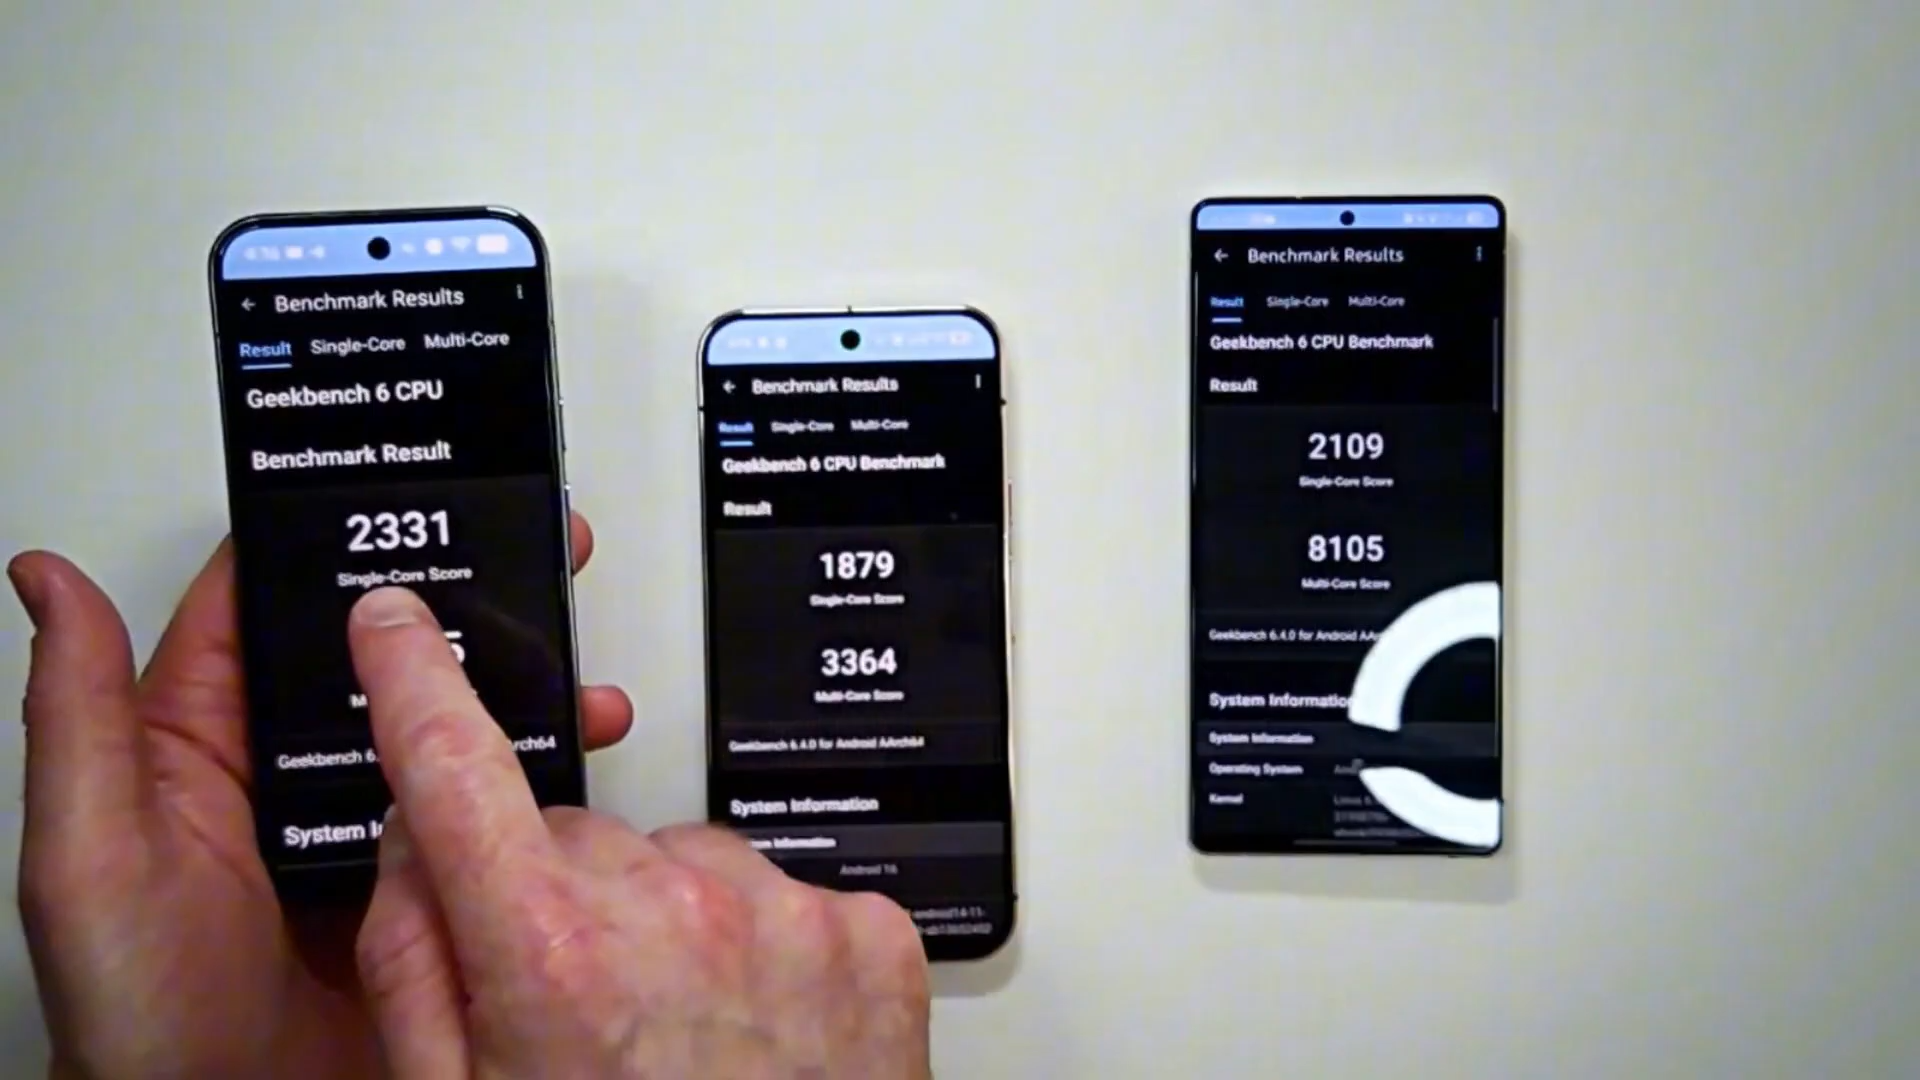 Benchmark Results
Result Single-Core Multi-Core
Geekbench 6 CPU
Benchmark Result
2331
Single-Core Score
5
M
Geekbench 6. rch64
System I
Benchmark Results
Result Single-Core Multi-Core
Geekbench 6 CPU Benchmark
Result
1879
Single-Core Score
3364
Multi-Core Score
Geekbench 6.4.0 for Android AArch64
System Information
Information
Android 16
Benchmark Results
Result Single-Core Multi-Core
Geekbench 6 CPU Benchmark
Result
2109
Single-Core Score
8105
Multi-Core Score
Geekbench 6.4.0 for Android AA
System Information
System Information
Operating System
Kernel